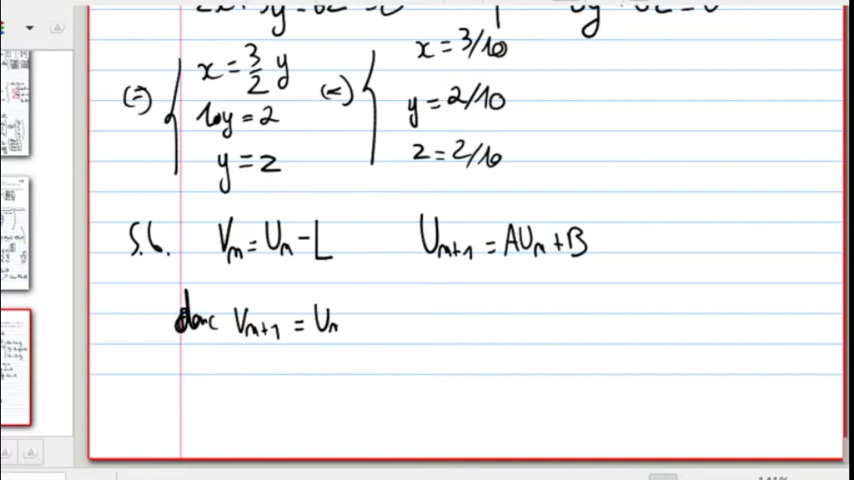 x = 3/2 y
10y = 2
y = z
(=)
(=)
x = 3/10
y = 2/10
z = 2/10
5.6. Vn = Un - L Un+1 = AUn + B
donc Vn+1 = Un